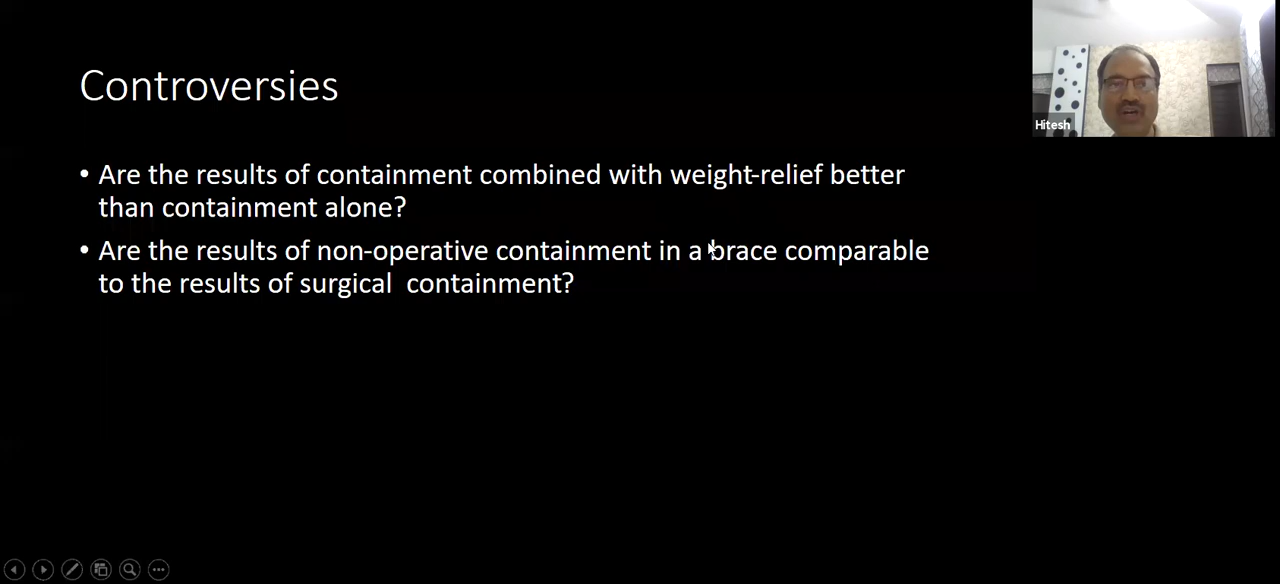 Controversies
• Are the results of containment combined with weight-relief better
than containment alone?
• Are the results of non-operative containment in a brace comparable
to the results of surgical  containment?
Hitesh